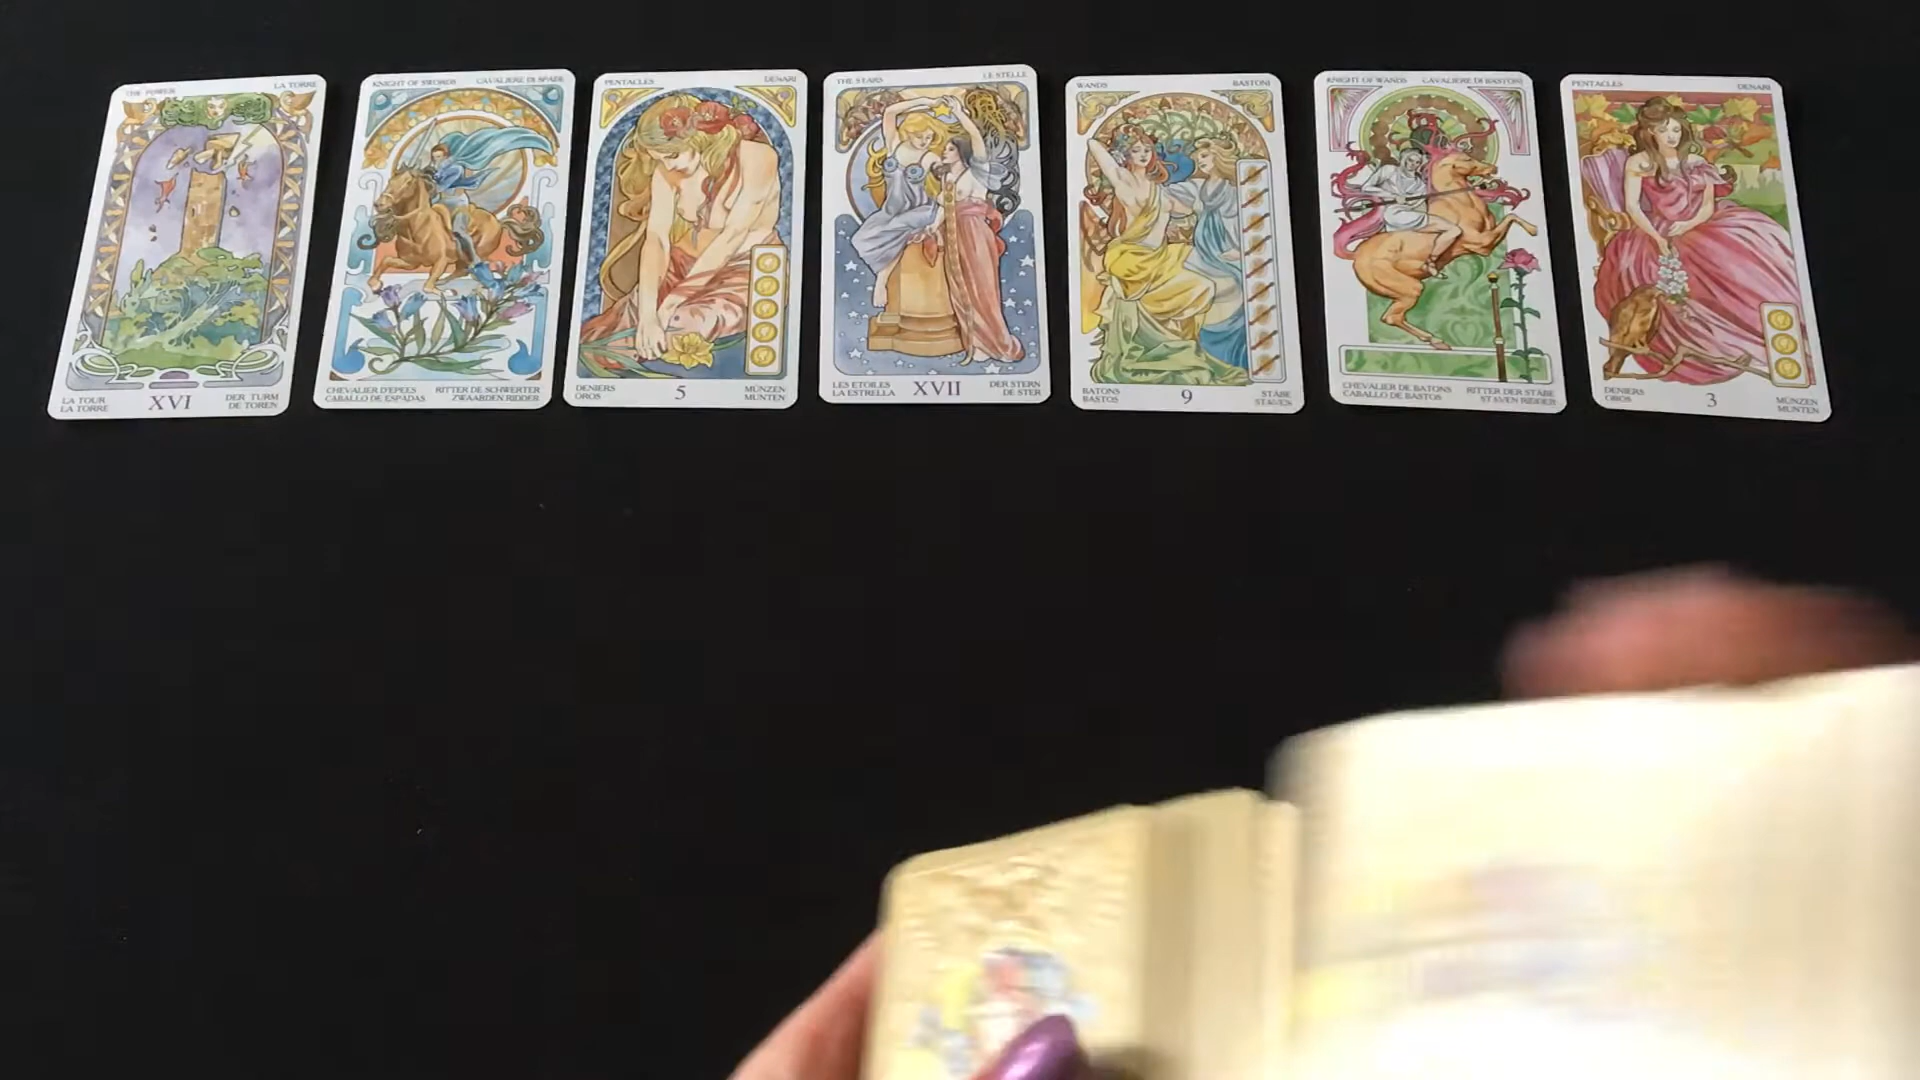 THE POWER LA TORRE
LA TOUR XVI DER TURM
LA TORRE DE TOREN
KNIGHT OF SWORDS CAVALIERE DI SPADE
CHEVALIER D'EPEES RITTER DE SCHWERTER
CABALLO DE ESPADAS ZWAARDEN RIDDER
PENTACLES DENARI
DENIERS 5 MÜNZEN
OROS MUNTEN
THE STARS LE STELLE
LES ETOILES XVII DER STERN
LA ESTRELLA DE STER
WANDS BASTONI
BATONS 9 STÄBE
BASTOS STAVEN
KNIGHT OF WANDS CAVALIERE DI BASTONI
CHEVALIER DE BATONS RITTER DER STÄBE
CABALLO DE BASTOS STAVEN RIDDER
PENTACLES DENARI
DENIERS 3 MÜNZEN
OROS MUNTEN